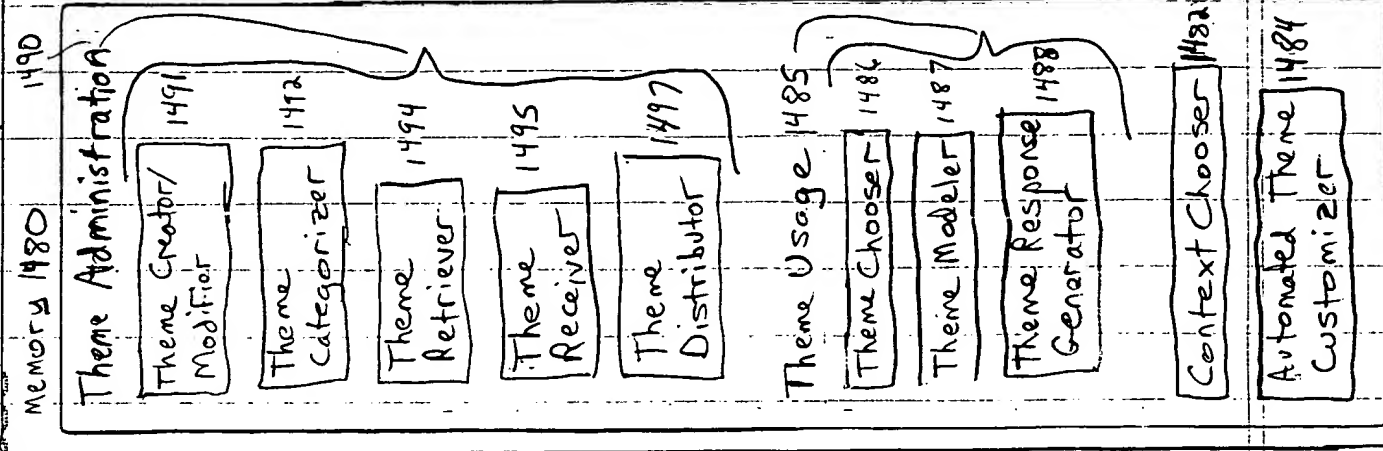 Memory 1480
1490
Theme Administration
Theme Creator/
Modifier
1491
Theme
Categorizer
1492
Theme
Retriever
1494
Theme
Receiver
1495
Theme
Distributor
1497
Theme Usage 1485
Theme Chooser
1486
Theme Modeler
1487
Theme Response
Generator
1488
Context Chooser
1482
Automated Theme
Customizer
1484